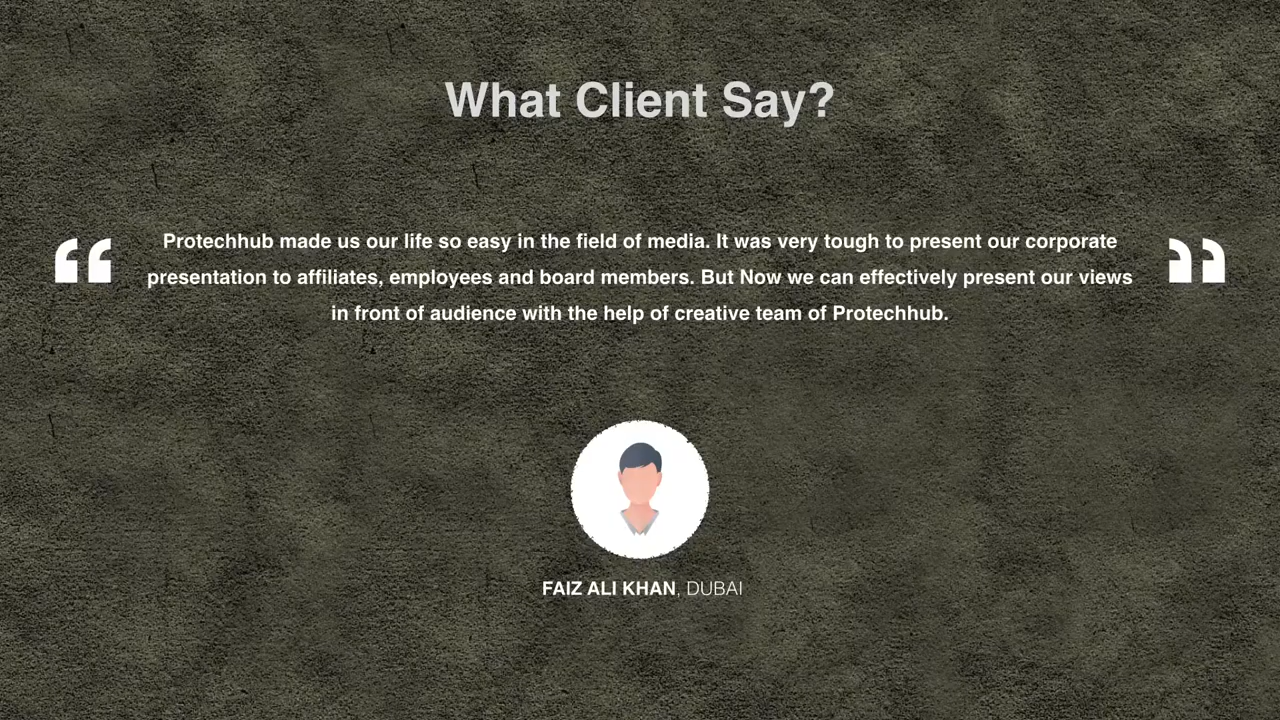 What Client Say?
“ Protechhub made us our life so easy in the field of media. It was very tough to present our corporate ”
presentation to affiliates, employees and board members. But Now we can effectively present our views
in front of audience with the help of creative team of Protechhub.
FAIZ ALI KHAN, DUBAI